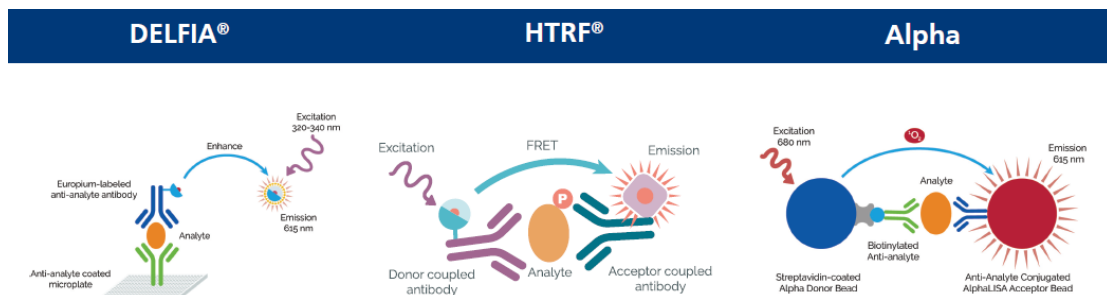 DELFIA®
HTRF®
Alpha
Excitation
320-340 nm
Enhance
Europium-labeled
anti-analyte antibody
Emission
615 nm
Analyte
Anti-analyte coated
microplate
Excitation
FRET
Emission
P
Donor coupled
antibody
Analyte
Acceptor coupled
antibody
Excitation
680 nm
¹O₂
Emission
615 nm
Analyte
Biotinylated
Anti-analyte
Streptavidin-coated
Alpha Donor Bead
Anti-Analyte Conjugated
AlphaLISA Acceptor Bead